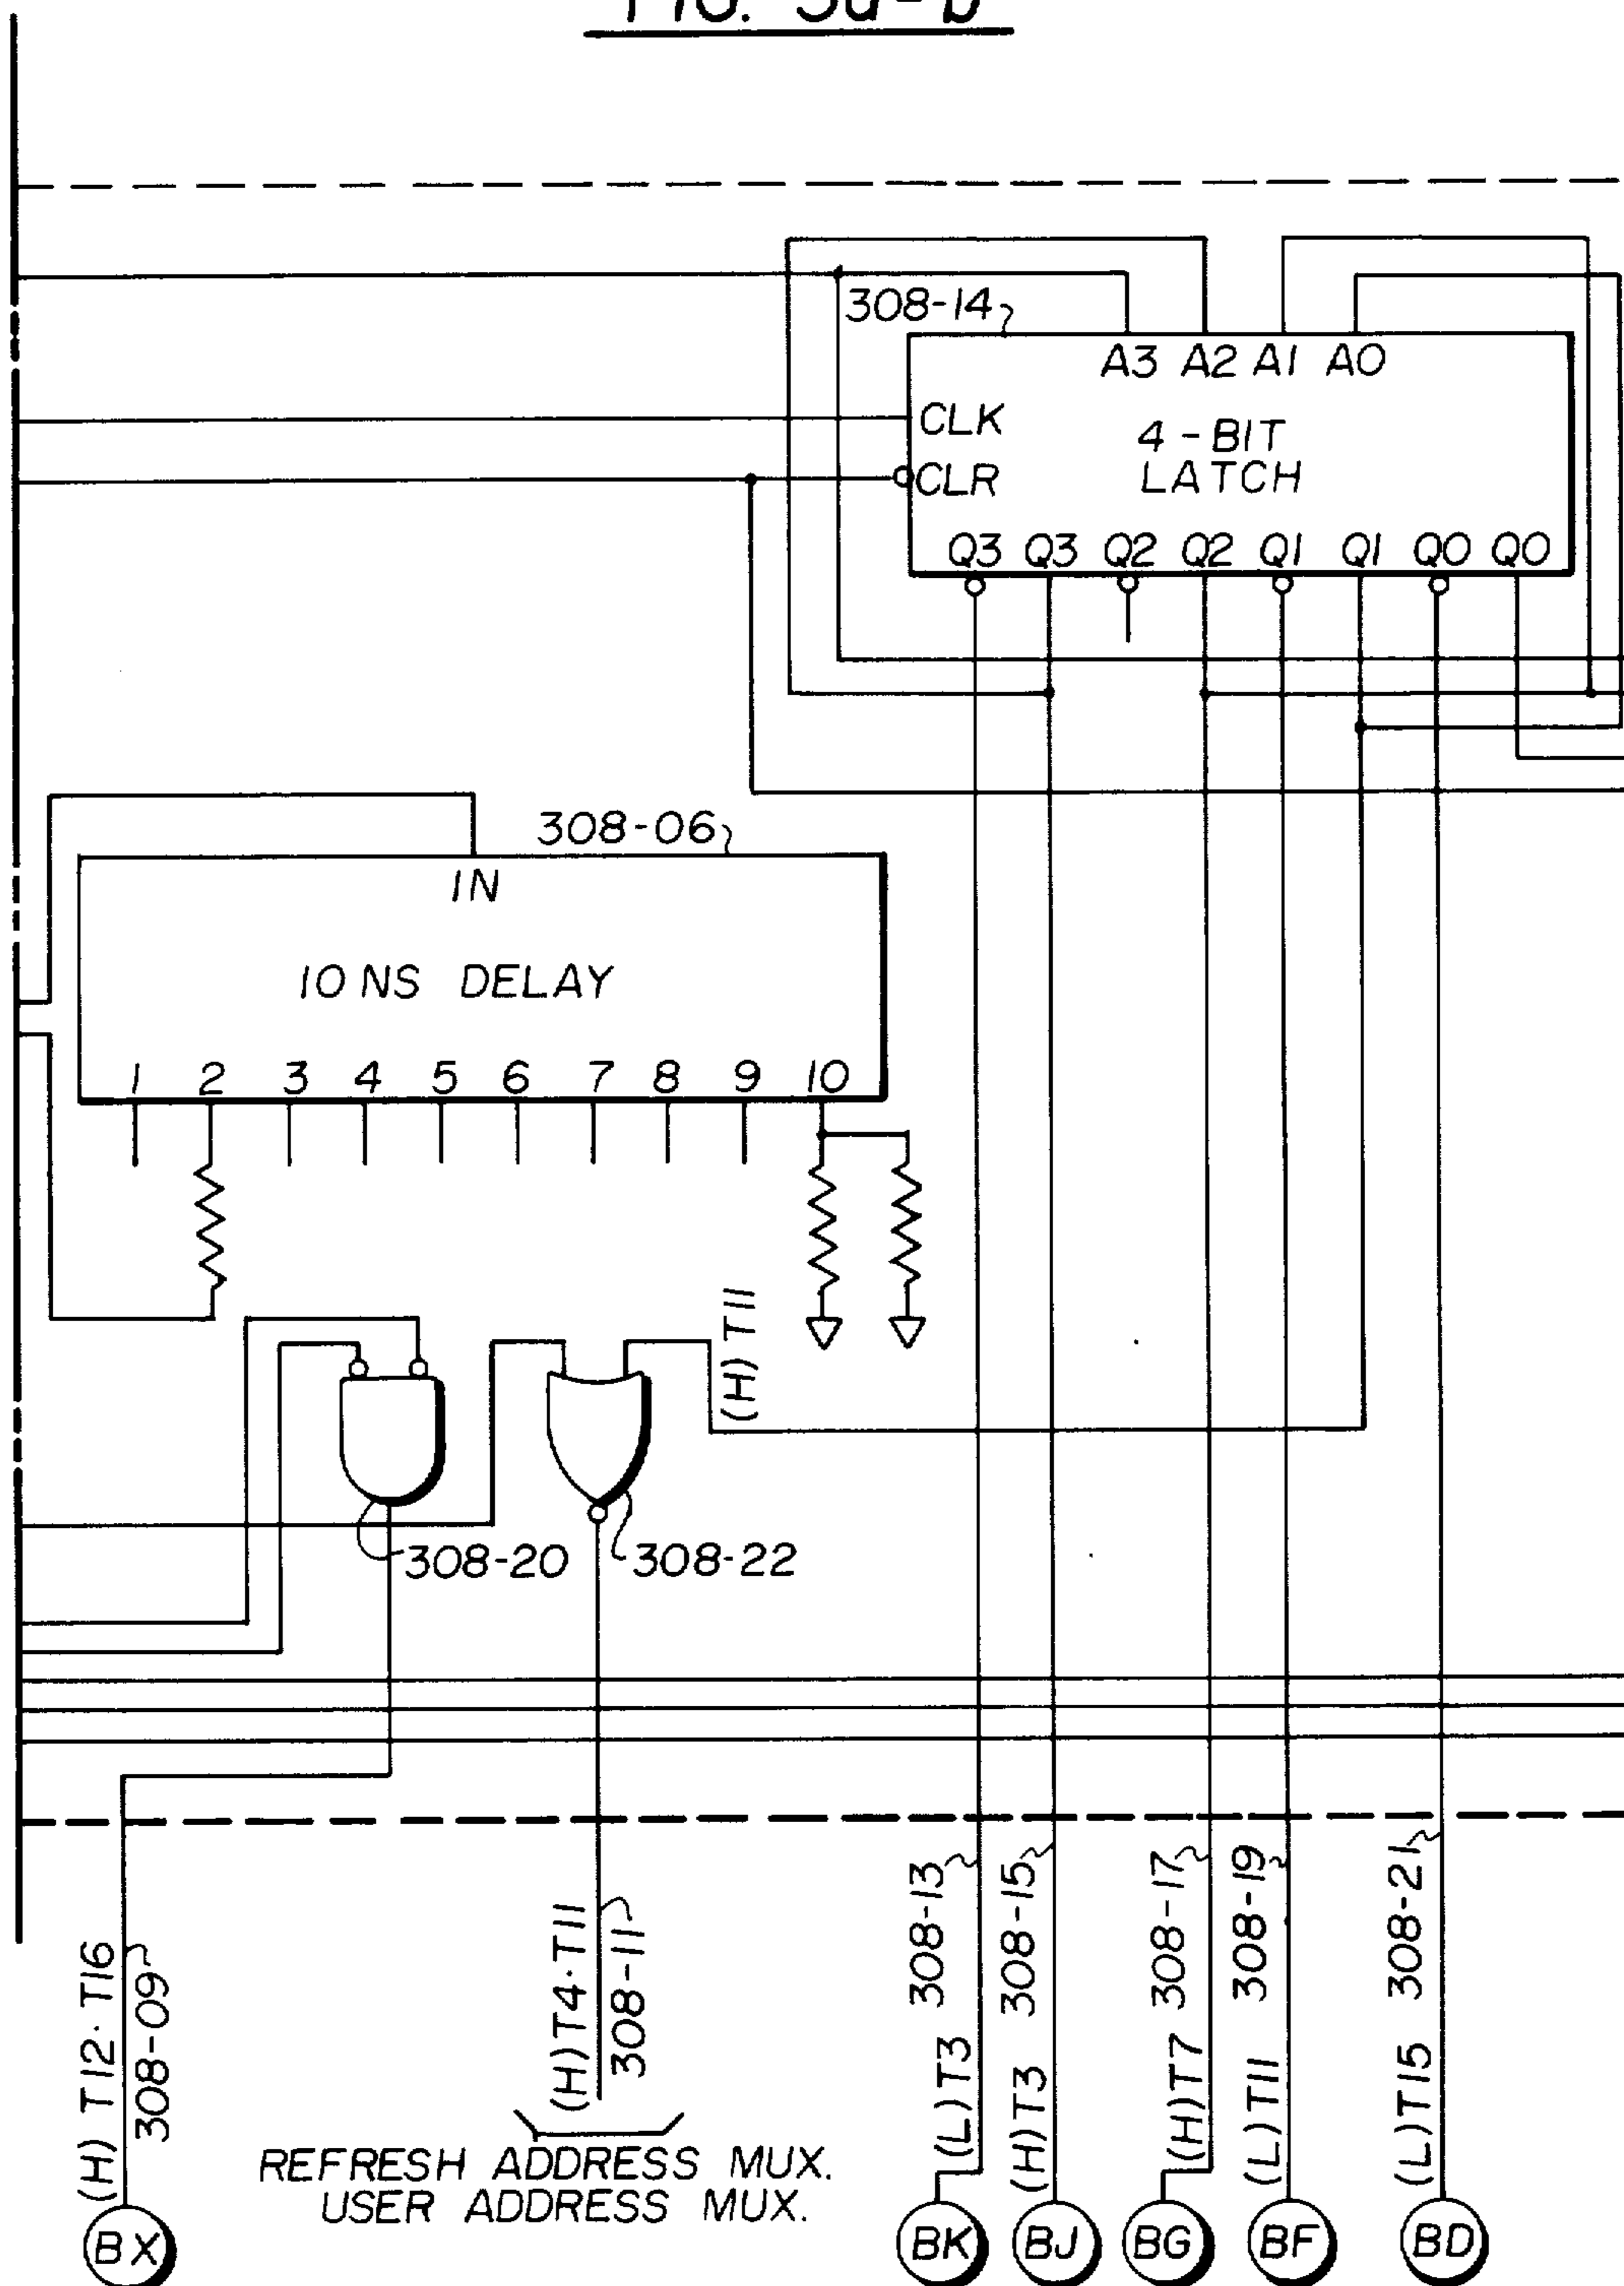 FIG. 3a-b
308-14
A3 A2 A1 A0
CLK
4-BIT
LATCH
CLR
Q3 Q3 Q2 Q2 Q1 Q1 Q0 Q0
308-06
IN
10 NS DELAY
1 2 3 4 5 6 7 8 9 10
(H) T11
308-20
308-22
(H) T12·T16
308-09
(H) T4·T11
308-11
(L) T3 308-13
(H) T3 308-15
(H) T7 308-17
(L) T11 308-19
(L) T15 308-21
REFRESH ADDRESS MUX.
USER ADDRESS MUX.
BX BK BJ BG BF BD